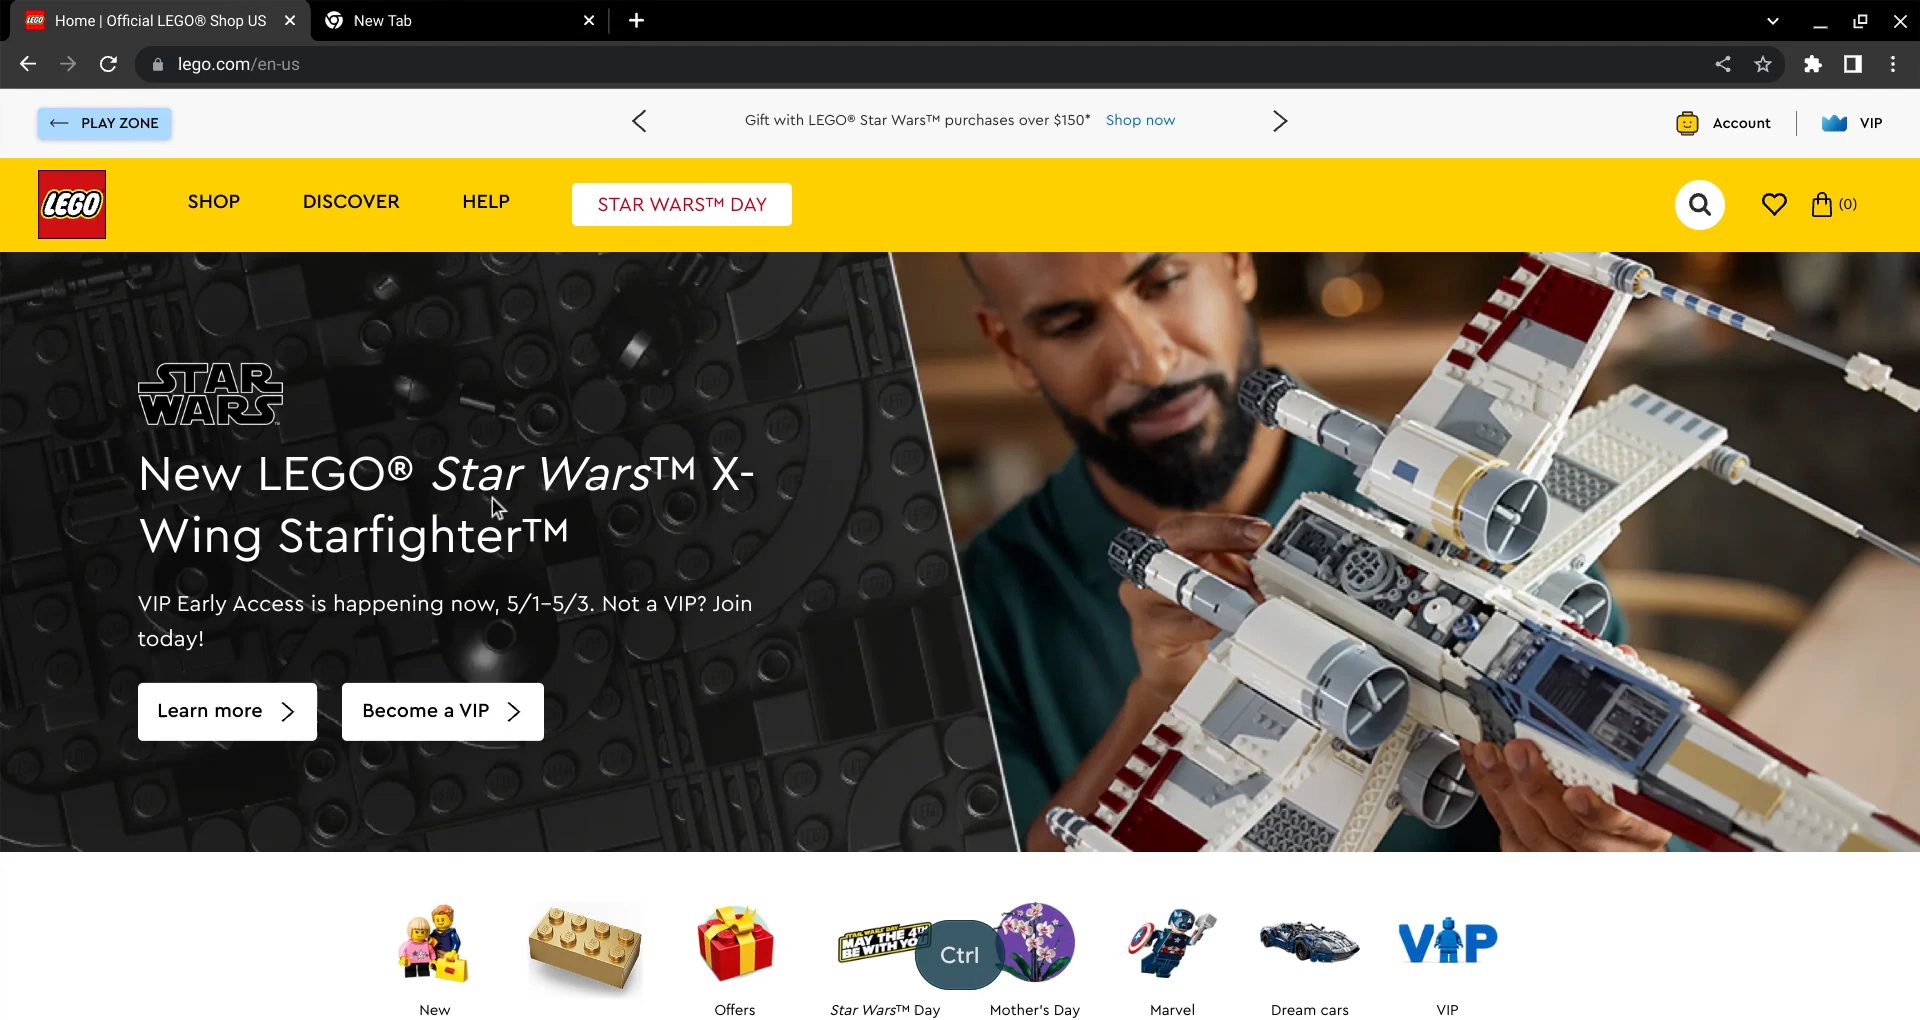 Home | Official LEGO® Shop US
New Tab
lego.com/en-us
PLAY ZONE
Gift with LEGO® Star Wars™ purchases over $150* Shop now
Account
VIP
LEGO
SHOP
DISCOVER
HELP
STAR WARS™ DAY
(0)
STAR
WARS
New LEGO® Star Wars™ X-
Wing Starfighter™
VIP Early Access is happening now, 5/1-5/3. Not a VIP? Join
today!
Learn more
Become a VIP
STAR WARS DAY
MAY THE 4TH
BE WITH YOU
Ctrl
VIP
New
Offers
Star Wars™ Day
Mother's Day
Marvel
Dream cars
VIP